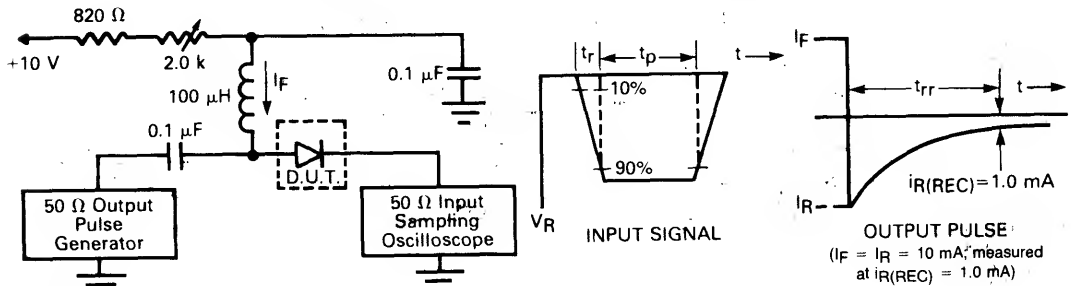 820 Ω
+10 V
2.0 k
IF
100 μH
0.1 μF
0.1 μF
D.U.T.
50 Ω Output
Pulse
Generator
50 Ω Input
Sampling
Oscilloscope
tr
tp
t
10%
90%
VR
INPUT SIGNAL
IF
trr
t
iR(REC) = 1.0 mA
IR
OUTPUT PULSE
(IF = IR = 10 mA; measured
at iR(REC) = 1.0 mA)